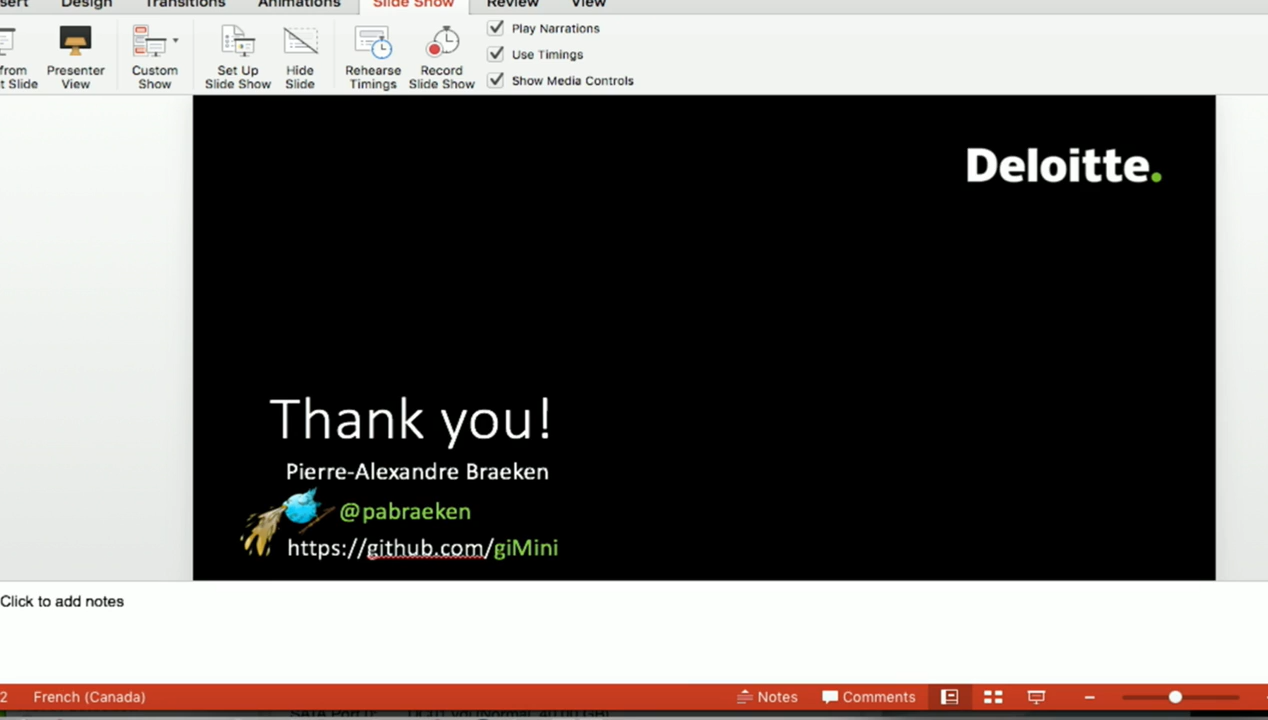 Design Transitions Animations Slide Show Review View
from
Presenter
View
Custom
Show
Set Up
Slide Show
Hide
Slide
Rehearse
Timings
Record
Slide Show
Play Narrations
Use Timings
Show Media Controls
Deloitte.
Thank you!
Pierre-Alexandre Braeken
@pabraeken
https://github.com/giMini
Click to add notes
2 French (Canada) Notes Comments